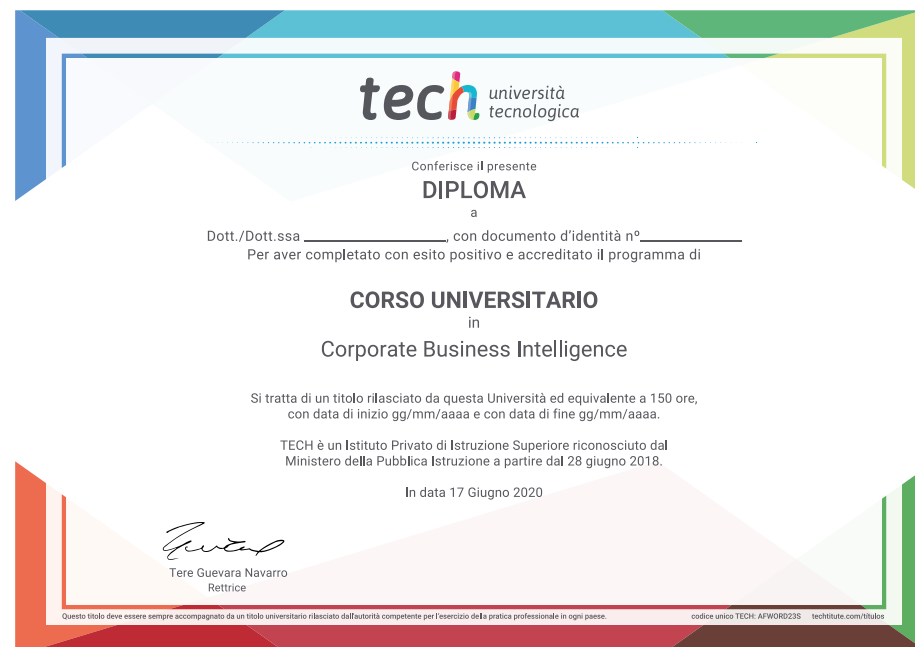 tech università
tecnologica
Conferisce il presente
DIPLOMA
a
Dott./Dott.ssa ________________, con documento d'identità nº____________
Per aver completato con esito positivo e accreditato il programma di
CORSO UNIVERSITARIO
in
Corporate Business Intelligence
Si tratta di un titolo rilasciato da questa Università ed equivalente a 150 ore,
con data di inizio gg/mm/aaaa e con data di fine gg/mm/aaaa.
TECH è un Istituto Privato di Istruzione Superiore riconosciuto dal
Ministero della Pubblica Istruzione a partire dal 28 giugno 2018.
In data 17 Giugno 2020
Tere Guevara Navarro
Rettrice
Questo titolo deve essere sempre accompagnato da un titolo universitario rilasciato dall'autorità competente per l'esercizio della pratica professionale in ogni paese. codice unico TECH: AFWORD23S techtitute.com/títulos